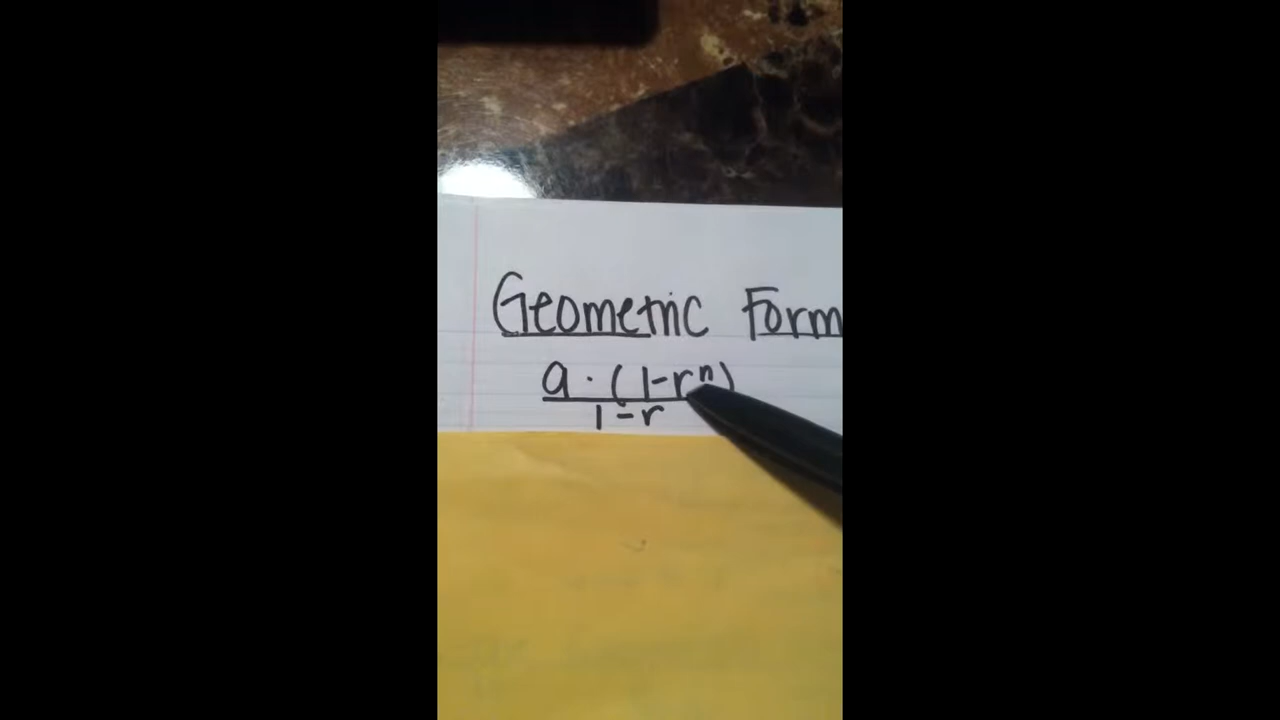 Geometric Form
a · (1-rⁿ)
1-r